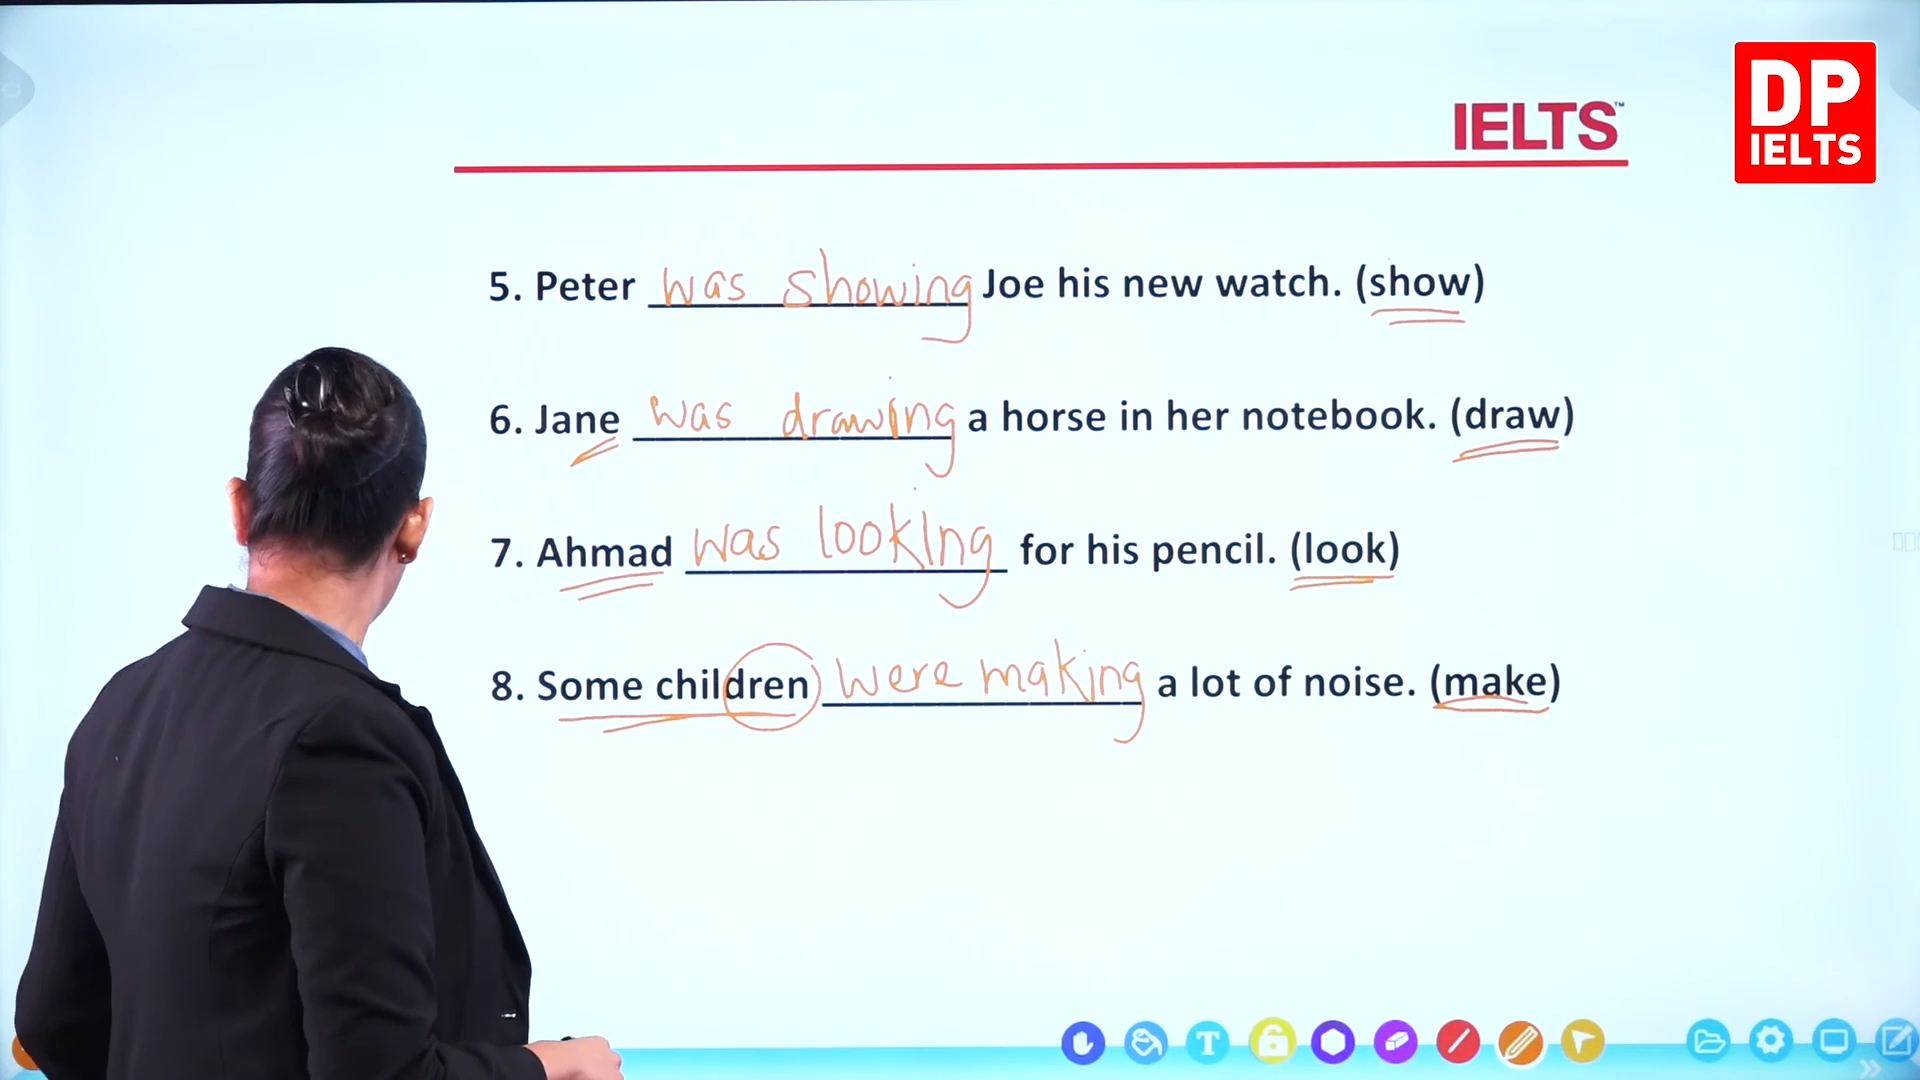 DP
IELTS
IELTS™
5. Peter was showing Joe his new watch. (show)
6. Jane was drawing a horse in her notebook. (draw)
7. Ahmad was looking for his pencil. (look)
8. Some children were making a lot of noise. (make)
T